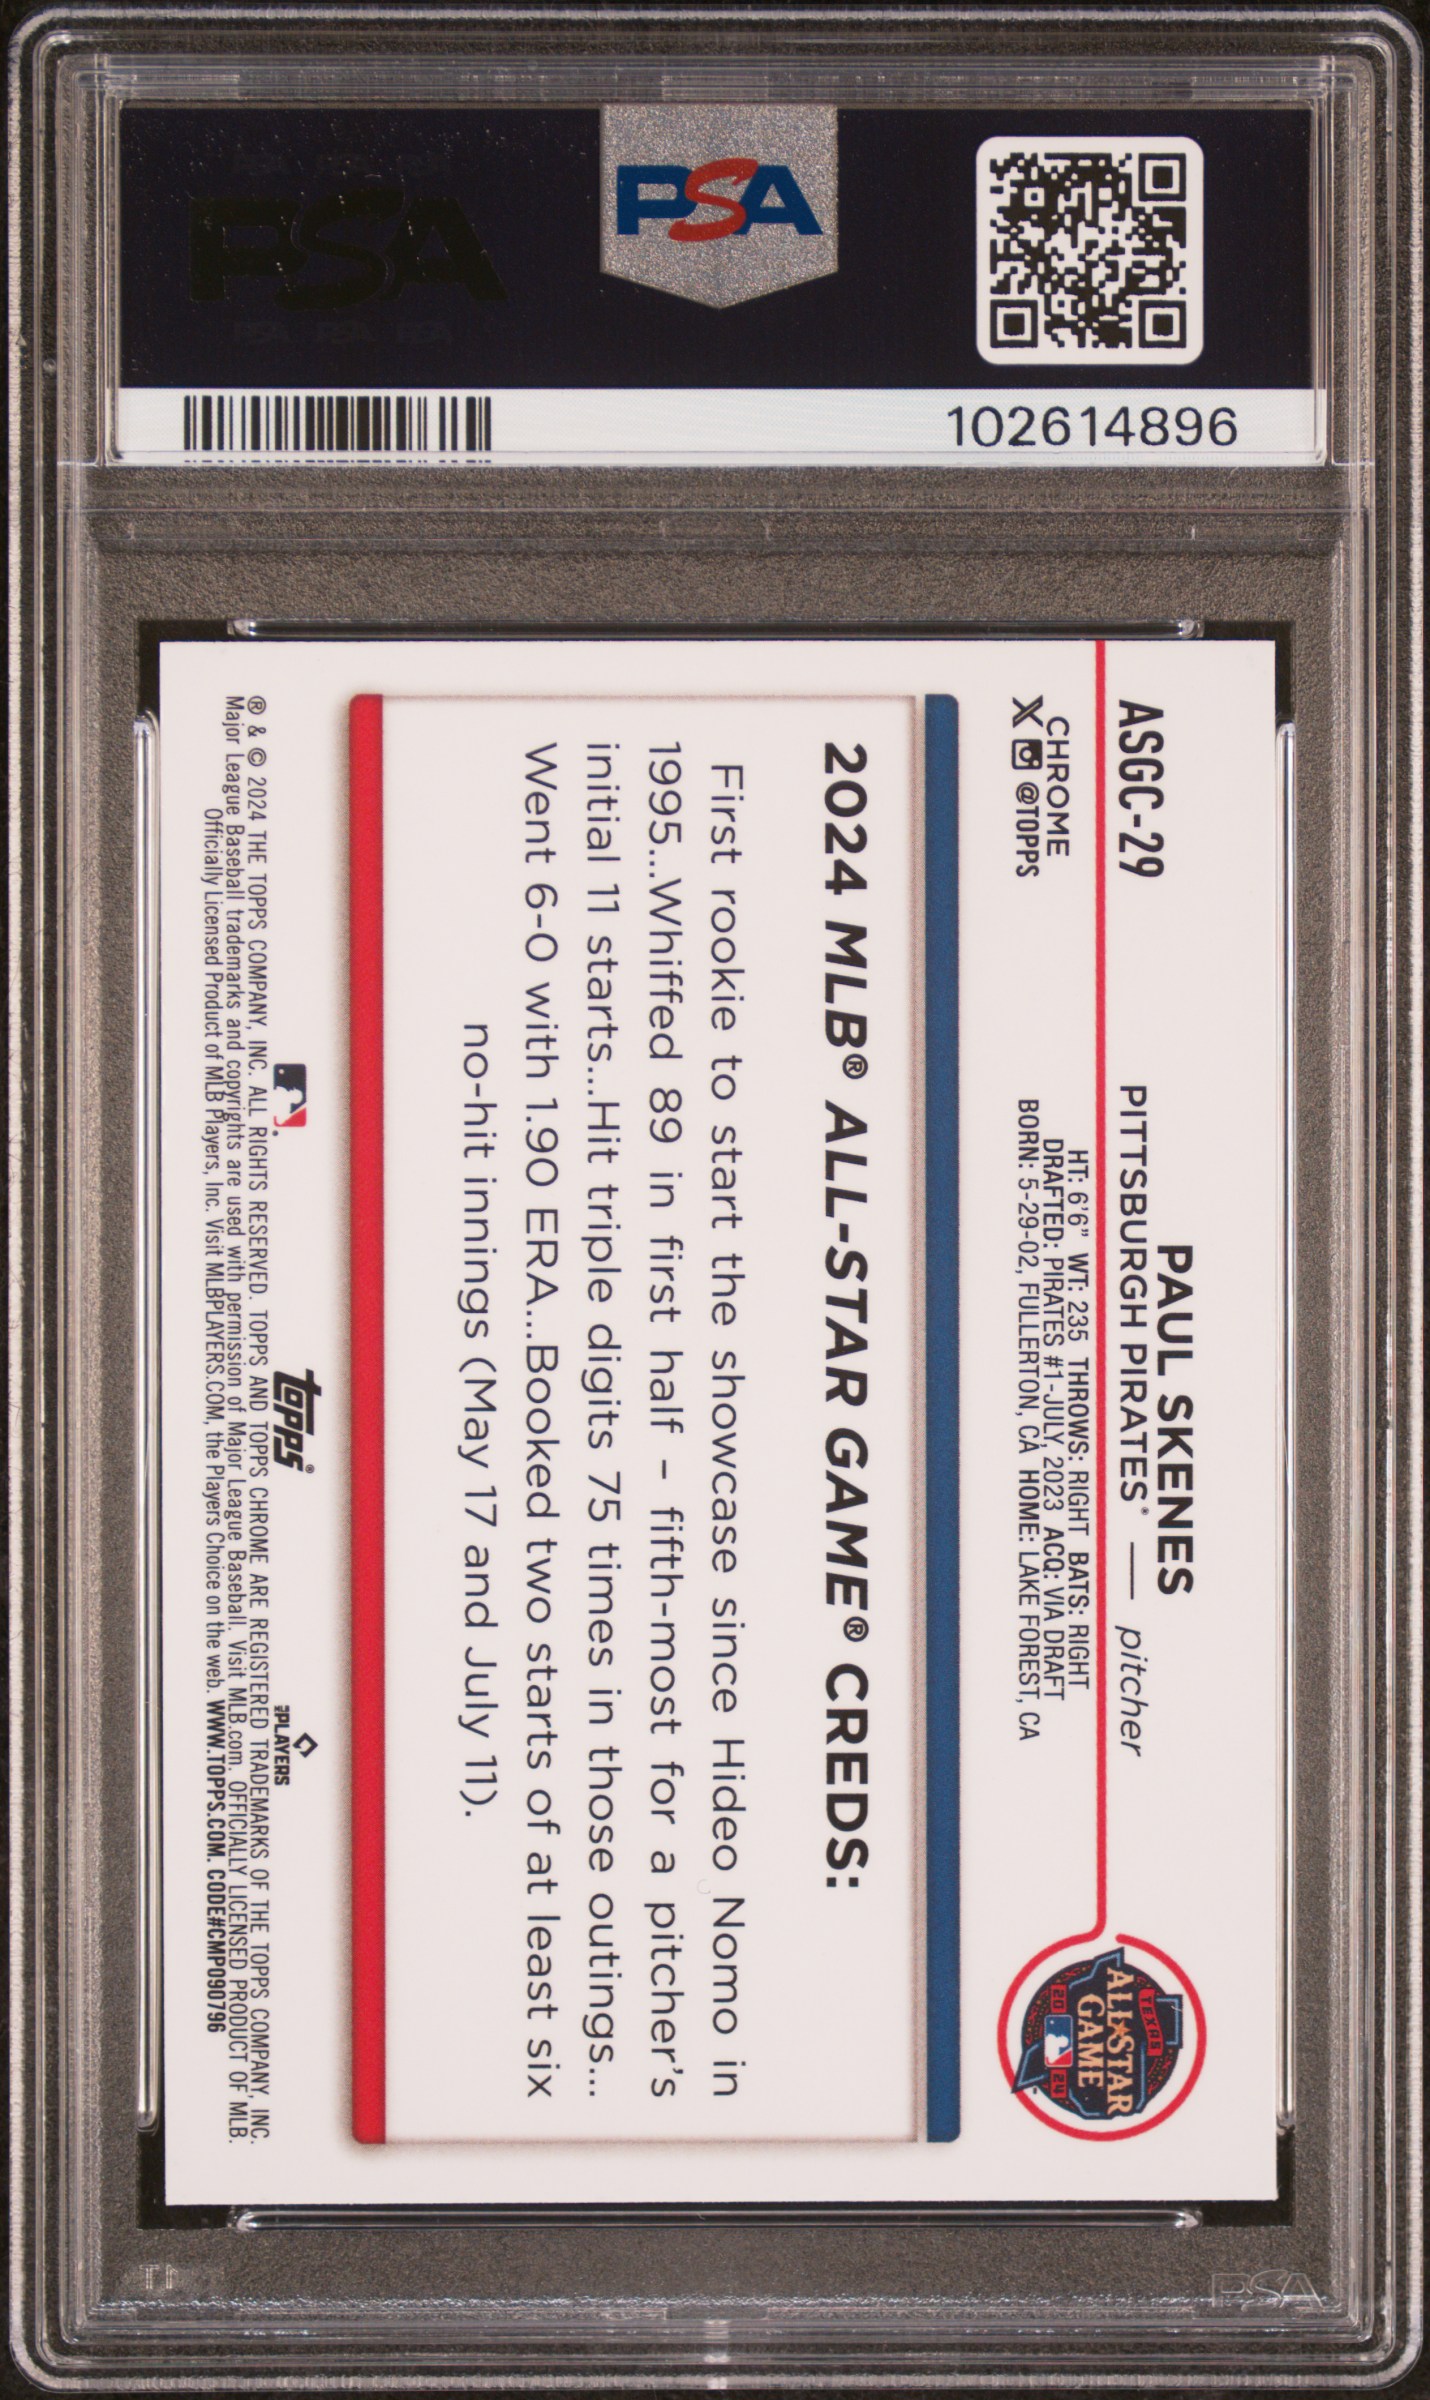 PSA
PSA
102614896
ASGC-29
PAUL SKENES
PITTSBURGH PIRATES® — pitcher
CHROME
X @TOPPS
HT: 6'6" WT: 235 THROWS: RIGHT BATS: RIGHT
DRAFTED: PIRATES #1-JULY, 2023 ACQ: VIA DRAFT
BORN: 5-29-02, FULLERTON, CA HOME: LAKE FOREST, CA
TEXAS
ALL★STAR
GAME
20 24
2024 MLB® ALL-STAR GAME® CREDS:
First rookie to start the showcase since Hideo Nomo in
1995...Whiffed 89 in first half – fifth-most for a pitcher's
initial 11 starts...Hit triple digits 75 times in those outings...
Went 6-0 with 1.90 ERA...Booked two starts of at least six
no-hit innings (May 17 and July 11).
topps®
PLAYERS
® & © 2024 THE TOPPS COMPANY, INC. ALL RIGHTS RESERVED. TOPPS AND TOPPS CHROME ARE REGISTERED TRADEMARKS OF THE TOPPS COMPANY, INC.
Major League Baseball trademarks and copyrights are used with permission of Major League Baseball. Visit MLB.com. OFFICIALLY LICENSED PRODUCT OF MLB.
Officially Licensed Product of MLB Players, Inc. Visit MLBPLAYERS.COM, the Players Choice on the web. WWW.TOPPS.COM. CODE#CMP090796
PSA